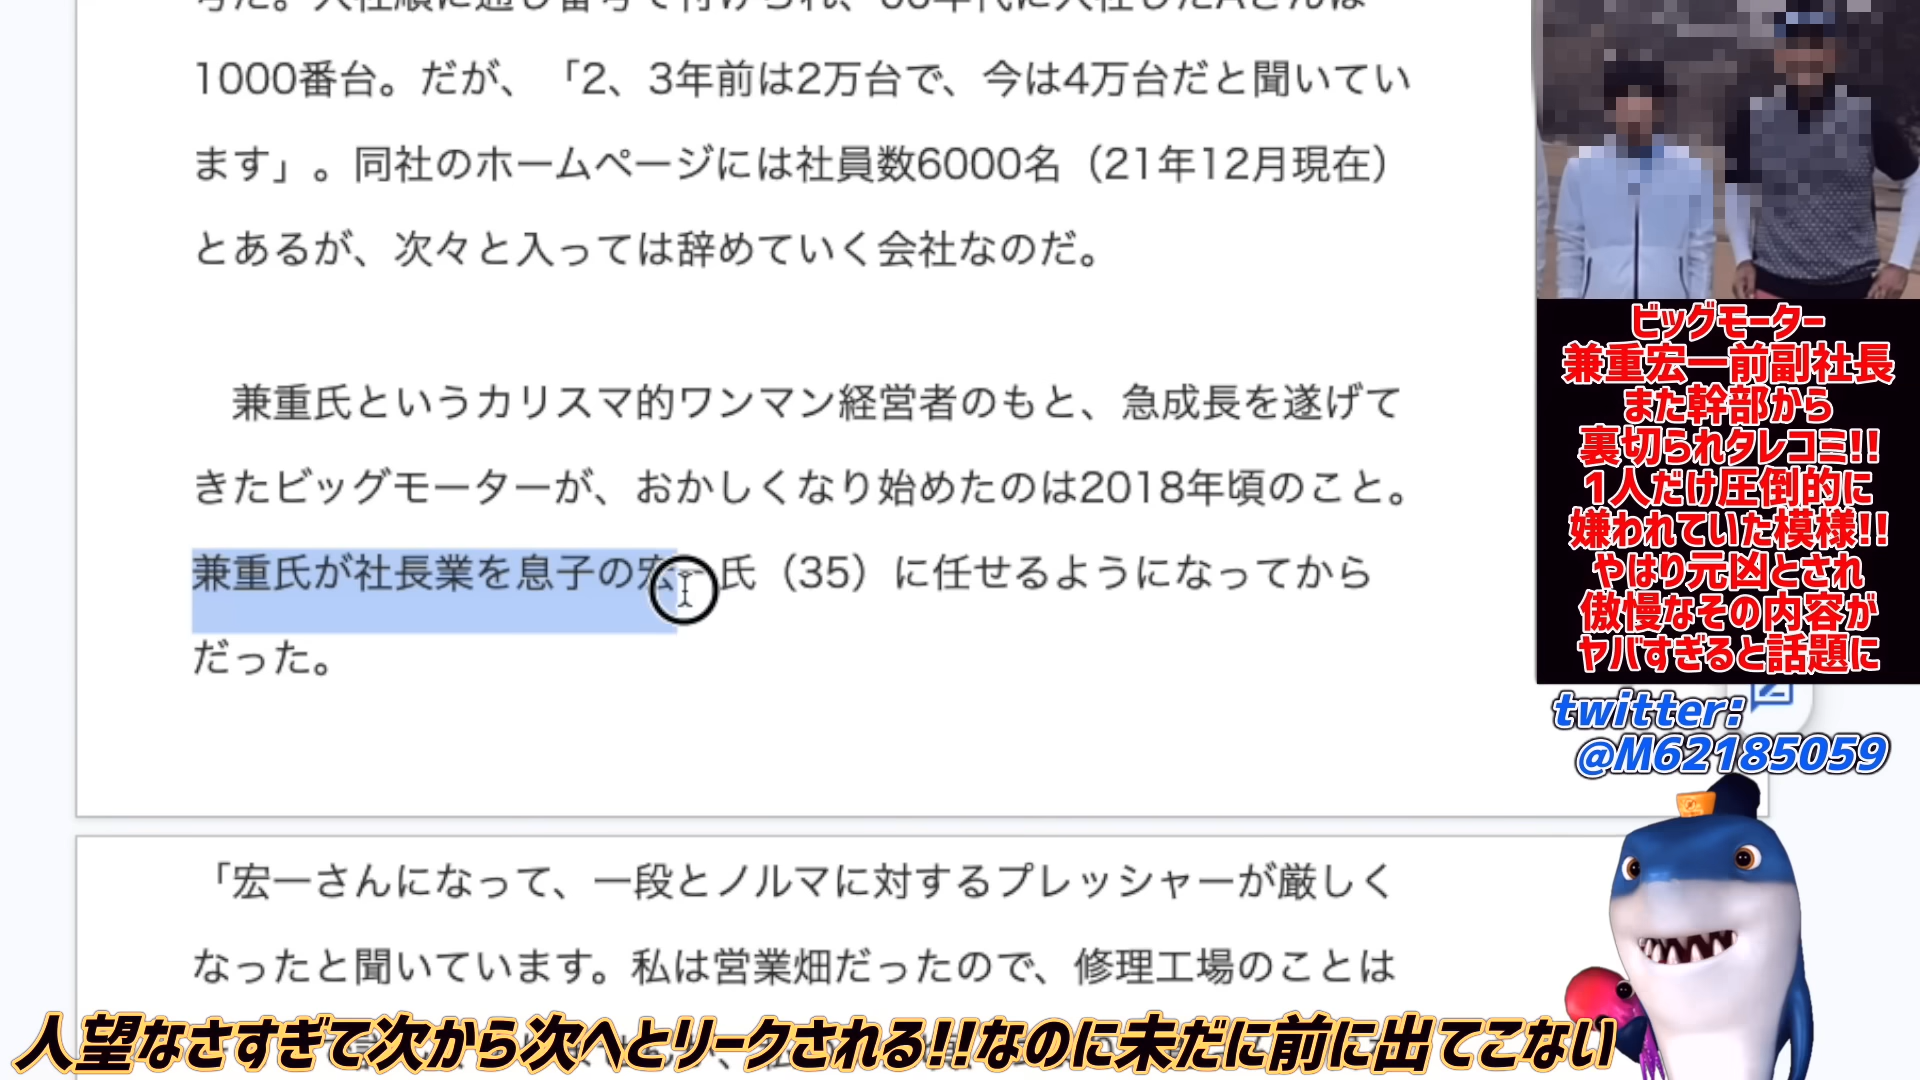 1000番台。だが、「2、3年前は2万台で、今は4万台だと聞いてい
ます」。同社のホームページには社員数6000名（21年12月現在）
とあるが、次々と入っては辞めていく会社なのだ。
兼重氏というカリスマ的ワンマン経営者のもと、急成長を遂げて
きたビッグモーターが、おかしくなり始めたのは2018年頃のこと。
兼重氏が社長業を息子の宏一氏（35）に任せるようになってから
だった。
「宏一さんになって、一段とノルマに対するプレッシャーが厳しく
なったと聞いています。私は営業畑だったので、修理工場のことは
ビッグモーター
兼重宏一前副社長
また幹部から
裏切られタレコミ!!
1人だけ圧倒的に
嫌われていた模様!!
やはり元凶とされ
傲慢なその内容が
ヤバすぎると話題に
twitter:
@M62185059
人望なさすぎて次から次へとリークされる!!なのに未だに前に出てこない